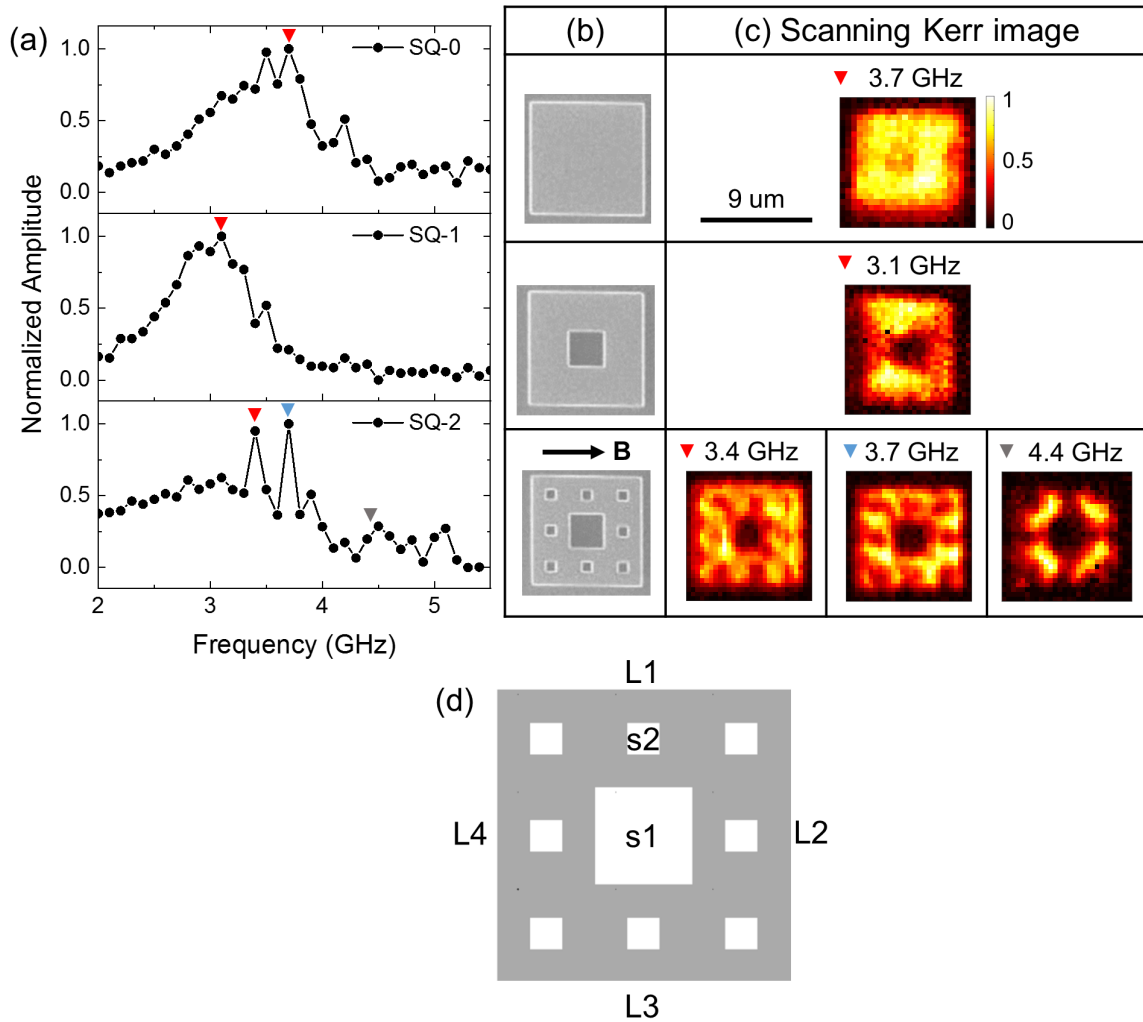 (a)
SQ-0
1.0
0.5
0.0
SQ-1
1.0
0.5
0.0
SQ-2
1.0
0.5
0.0
2 3 4 5
Normalized Amplitude
Frequency (GHz)
(b)
(c) Scanning Kerr image
3.7 GHz
1
0.5
0
9 um
3.1 GHz
B
3.4 GHz
3.7 GHz
4.4 GHz
(d)
L1
s2
L4
s1
L2
L3